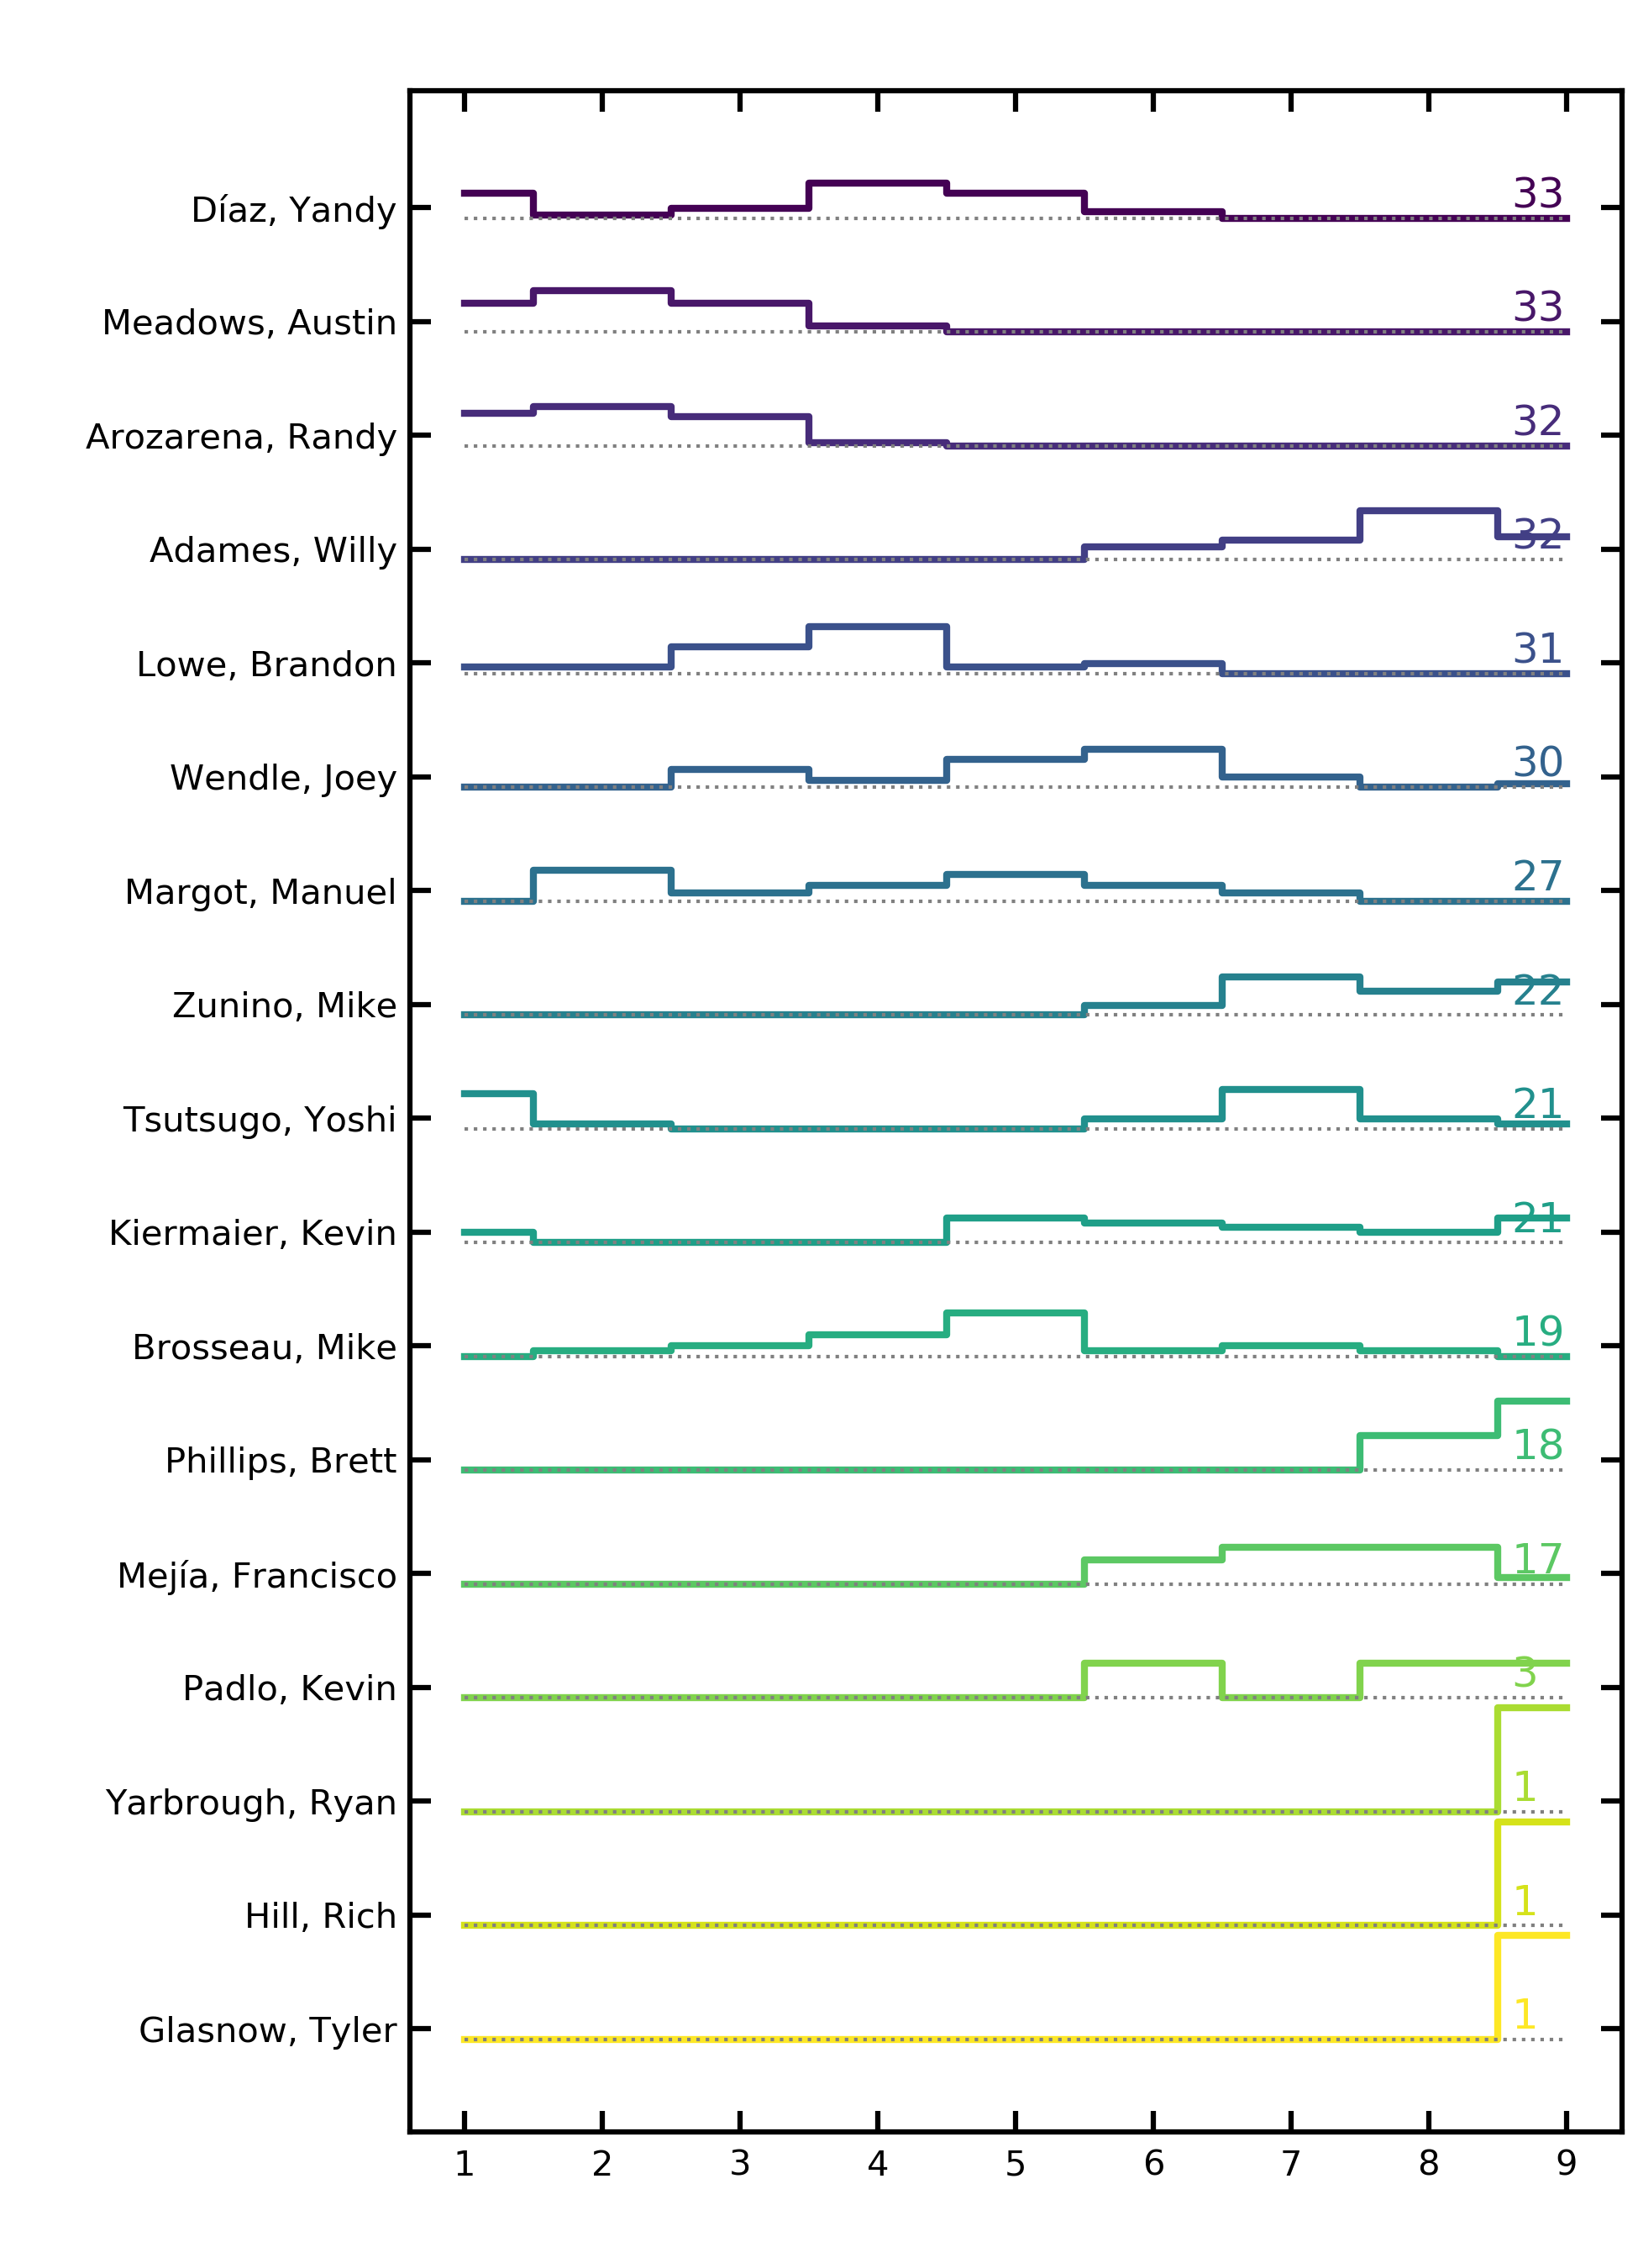 Díaz, Yandy 33
Meadows, Austin 33
Arozarena, Randy 32
Adames, Willy 32
Lowe, Brandon 31
Wendle, Joey 30
Margot, Manuel 27
Zunino, Mike 22
Tsutsugo, Yoshi 21
Kiermaier, Kevin 21
Brosseau, Mike 19
Phillips, Brett 18
Mejía, Francisco 17
Padlo, Kevin 3
Yarbrough, Ryan 1
Hill, Rich 1
Glasnow, Tyler 1
1 2 3 4 5 6 7 8 9